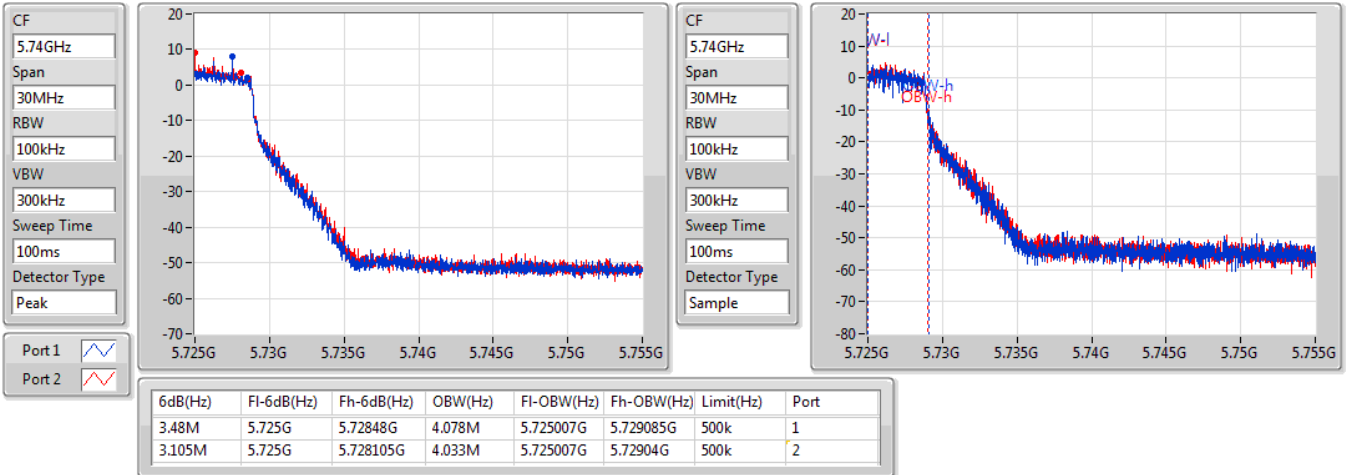 CF
5.74GHz
Span
30MHz
RBW
100kHz
VBW
300kHz
Sweep Time
100ms
Detector Type
Peak
20
10
0
-10
-20
-30
-40
-50
-60
-70
5.725G 5.73G 5.735G 5.74G 5.745G 5.75G 5.755G
CF
5.74GHz
Span
30MHz
RBW
100kHz
VBW
300kHz
Sweep Time
100ms
Detector Type
Sample
20
10
0
-10
-20
-30
-40
-50
-60
-70
-80
W-l
OBW-h
5.725G 5.73G 5.735G 5.74G 5.745G 5.75G 5.755G
Port 1
Port 2
6dB(Hz) Fl-6dB(Hz) Fh-6dB(Hz) OBW(Hz) Fl-OBW(Hz) Fh-OBW(Hz) Limit(Hz) Port
3.48M 5.725G 5.72848G 4.078M 5.725007G 5.729085G 500k 1
3.105M 5.725G 5.728105G 4.033M 5.725007G 5.72904G 500k 2